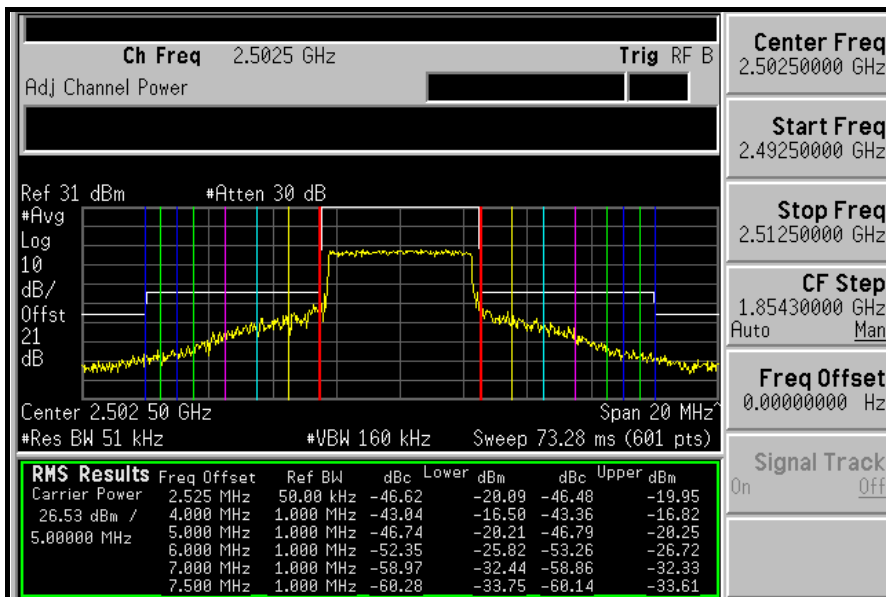 Ch Freq 2.5025 GHz Trig RF B
Adj Channel Power
Ref 31 dBm #Atten 30 dB
#Avg
Log
10
dB/
Offst
21
dB
Center 2.502 50 GHz Span 20 MHz^
#Res BW 51 kHz #VBW 160 kHz Sweep 73.28 ms (601 pts)
RMS Results Freq Offset Ref BW dBc Lower dBm dBc Upper dBm
Carrier Power 2.525 MHz 50.00 kHz -46.62 -20.09 -46.48 -19.95
26.53 dBm / 4.000 MHz 1.000 MHz -43.04 -16.50 -43.36 -16.82
5.00000 MHz 5.000 MHz 1.000 MHz -46.74 -20.21 -46.79 -20.25
6.000 MHz 1.000 MHz -52.35 -25.82 -53.26 -26.72
7.000 MHz 1.000 MHz -58.97 -32.44 -58.86 -32.33
7.500 MHz 1.000 MHz -60.28 -33.75 -60.14 -33.61
Center Freq
2.50250000 GHz
Start Freq
2.49250000 GHz
Stop Freq
2.51250000 GHz
CF Step
1.85430000 GHz
Auto Man
Freq Offset
0.00000000 Hz
Signal Track
On Off